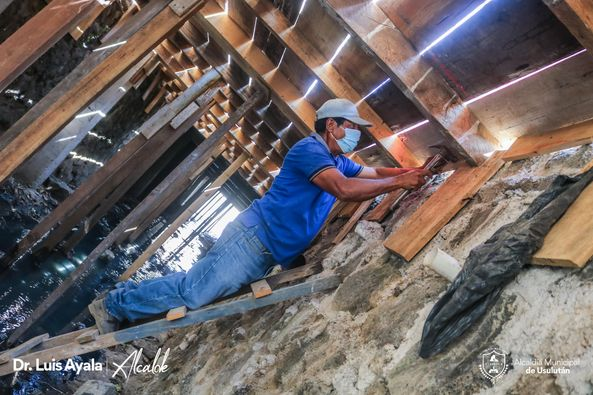 Dr. Luis Ayala Alcalde
Alcaldía Municipal
de Usulután